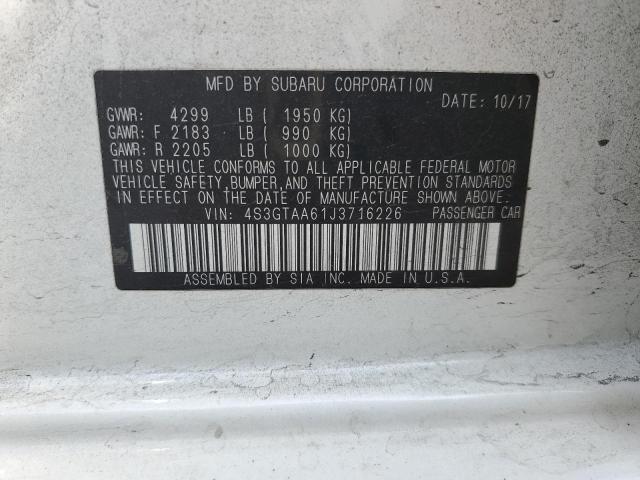 MFD BY SUBARU CORPORATION
DATE: 10/17
GVWR: 4299 LB ( 1950 KG)
GAWR: F 2183 LB ( 990 KG)
GAWR: R 2205 LB ( 1000 KG)
THIS VEHICLE CONFORMS TO ALL APPLICABLE FEDERAL MOTOR
VEHICLE SAFETY, BUMPER, AND THEFT PREVENTION STANDARDS
IN EFFECT ON THE DATE OF MANUFACTURE SHOWN ABOVE.
VIN: 4S3GTAA61J3716226 PASSENGER CAR
ASSEMBLED BY SIA INC. MADE IN U.S.A.